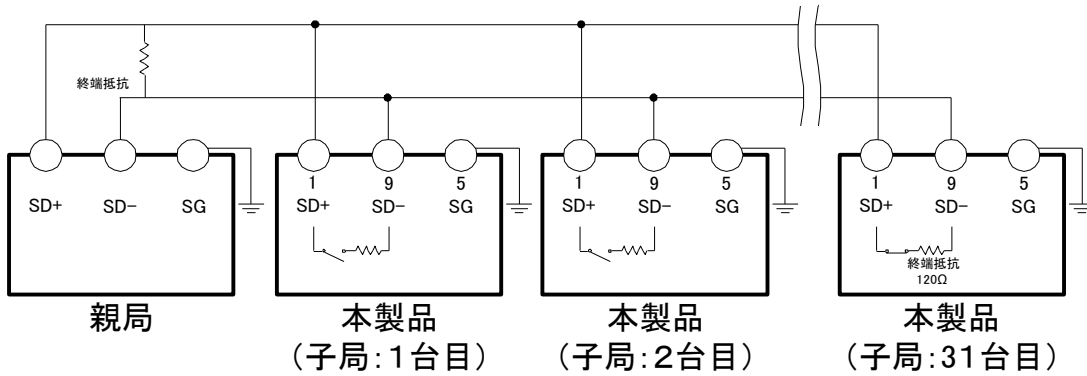 終端抵抗
SD+ SD− SG
1 9 5
SD+ SD− SG
1 9 5
SD+ SD− SG
1 9 5
SD+ SD− SG
終端抵抗
120Ω
親局
本製品
（子局：1台目）
本製品
（子局：2台目）
本製品
（子局：31台目）